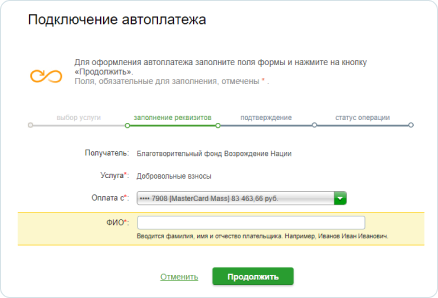 Подключение автоплатежа
Для оформления автоплатежа заполните поля формы и нажмите на кнопку
«Продолжить».
Поля, обязательные для заполнения, отмечены * .
выбор услуги заполнение реквизитов подтверждение статус операции
Получатель: Благотворительный фонд Возрождение Нации
Услуга*: Добровольные взносы
Оплата с*: •••• 7908 [MasterCard Mass] 83 463,66 руб.
ФИО*:
Вводится фамилия, имя и отчество плательщика. Например, Иванов Иван Иванович.
Отменить Продолжить